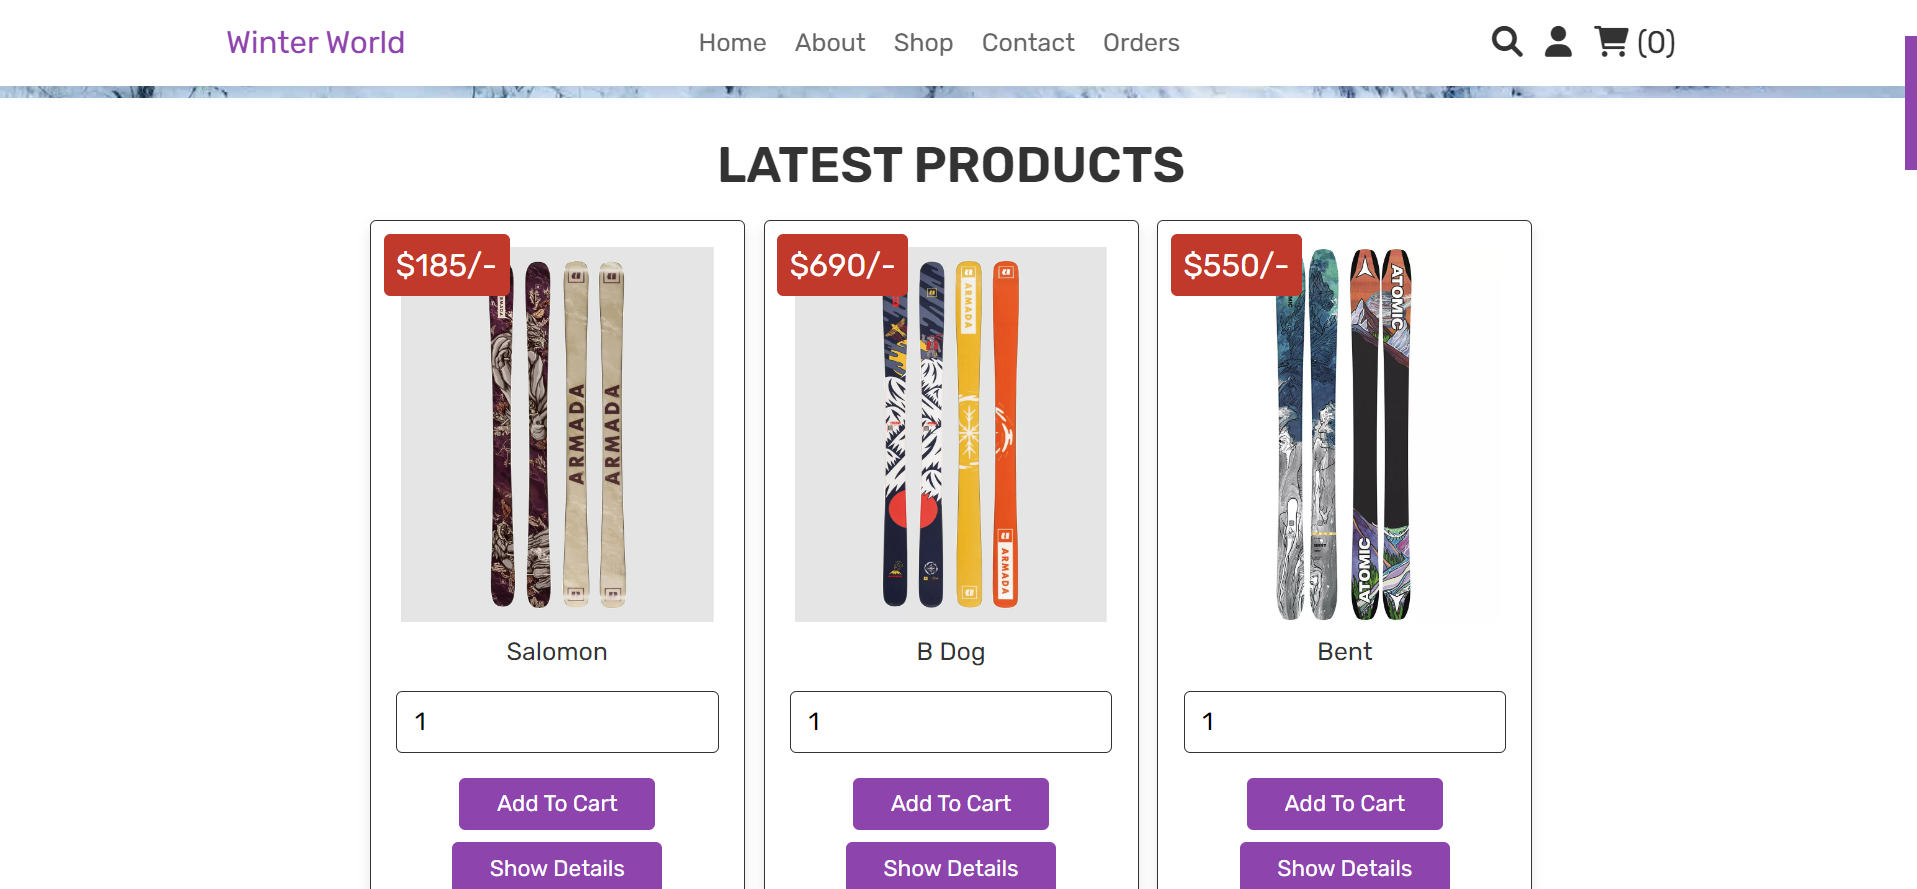 Winter World
Home About Shop Contact Orders
(0)
LATEST PRODUCTS
$185/-
ARMADA
ARMADA
Salomon
1
Add To Cart
Show Details
$690/-
ARMADA
ARMADA
B Dog
1
Add To Cart
Show Details
$550/-
ATOMIC
ATOMIC
Bent
1
Add To Cart
Show Details